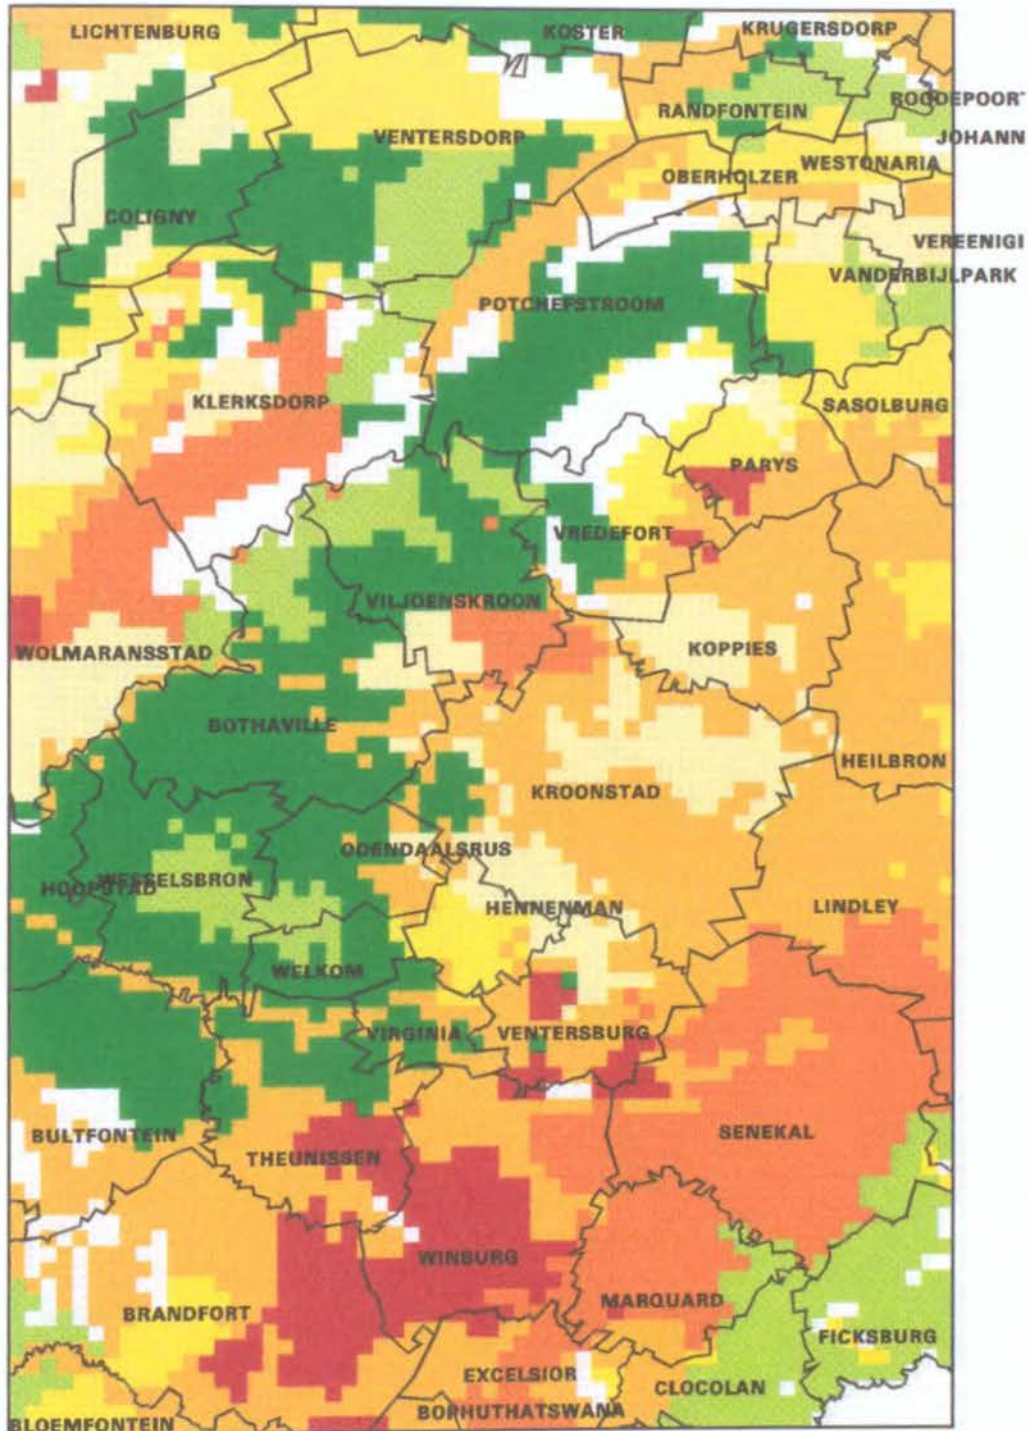 LICHTENBURG
KOSTER
KRUGERSDORP
RANDFONTEIN
ROODEPOOR
VENTERSDORP
JOHANN
WESTONARIA
OBERHOLZER
COLIGNY
VEREENIGI
VANDERBIJLPARK
POTCHEFSTROOM
KLERKSDORP
SASOLBURG
PARYS
VREDEFORT
VILJOENSKROON
WOLMARANSSTAD
KOPPIES
BOTHAVILLE
HEILBRON
KROONSTAD
ODENDAALSRUS
WESSELSBRON
HOOPSTAD
HENNENMAN
LINDLEY
WELKOM
VIRGINIA
VENTERSBURG
BULTFONTEIN
SENEKAL
THEUNISSEN
WINBURG
MARQUARD
BRANDFORT
FICKSBURG
EXCELSIOR
CLOCOLAN
BOPHUTHATSWANA
BLOEMFONTEIN